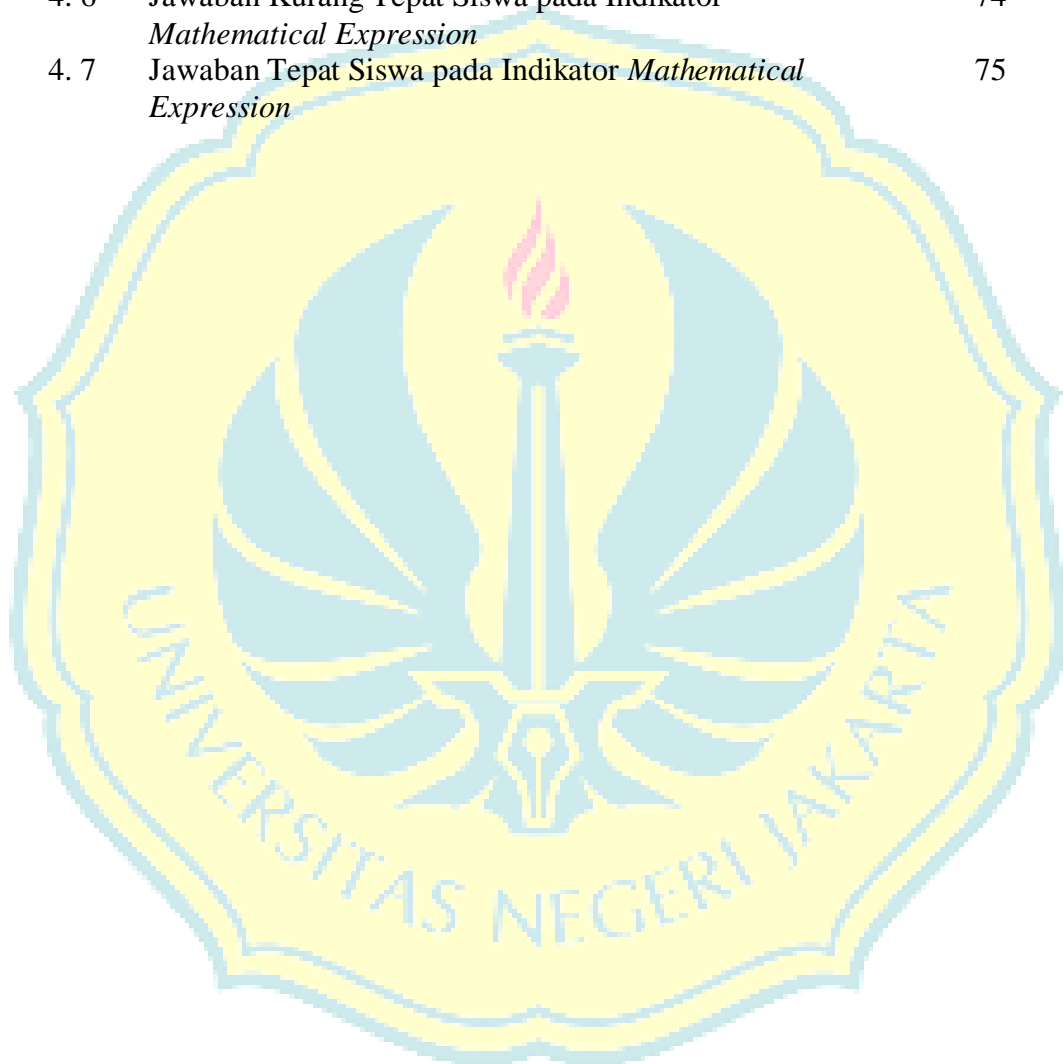 4. 6 Jawaban Kurang Tepat Siswa pada Indikator 74
Mathematical Expression
4. 7 Jawaban Tepat Siswa pada Indikator Mathematical 75
Expression
UNIVERSITAS NEGERI JAKARTA